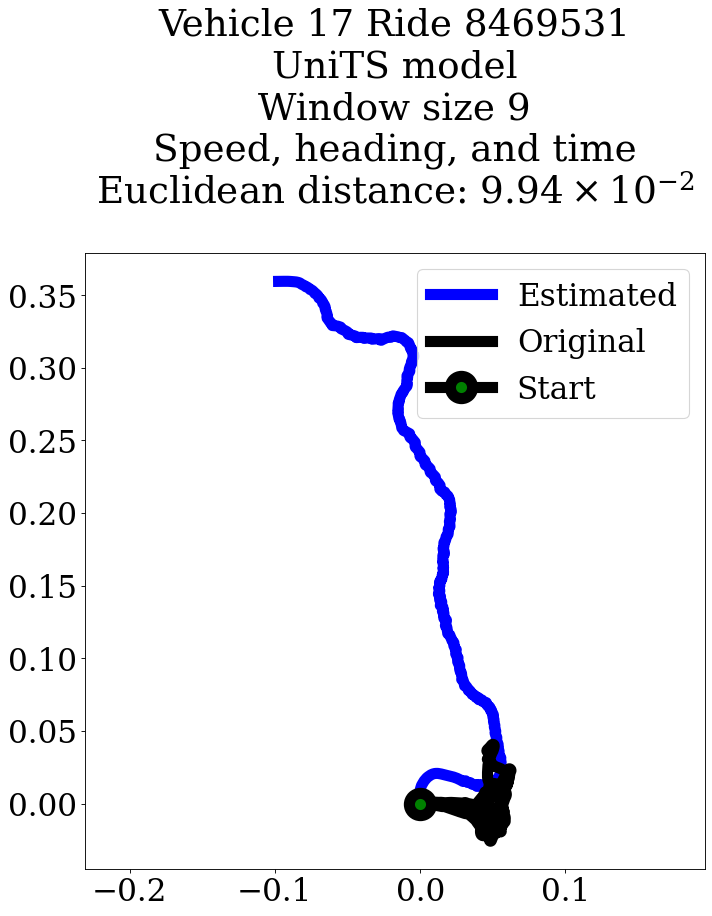 Vehicle 17 Ride 8469531
UniTS model
Window size 9
Speed, heading, and time
Euclidean distance: 9.94 × 10⁻²
Estimated
Original
Start
0.35
0.30
0.25
0.20
0.15
0.10
0.05
0.00
−0.2 −0.1 0.0 0.1